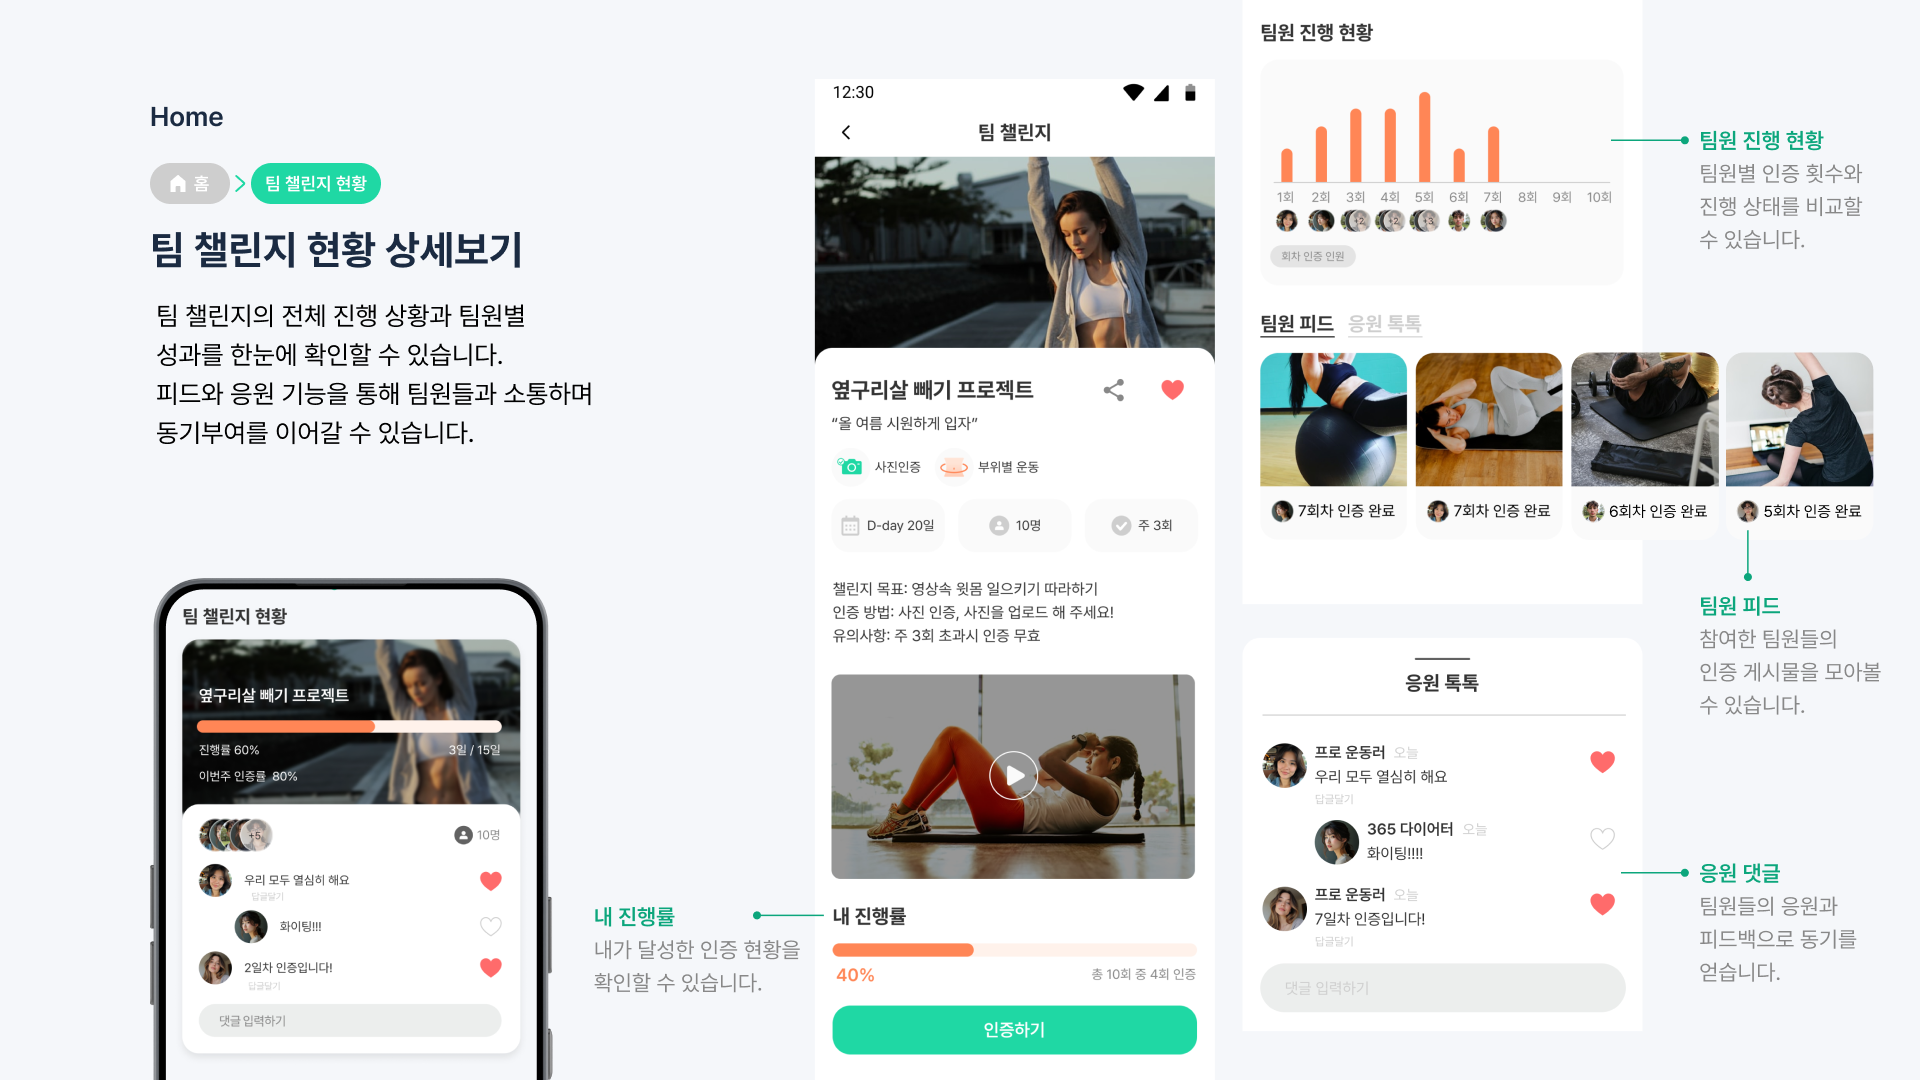 Home
홈
팀 챌린지 현황
팀 챌린지 현황 상세보기
팀 챌린지의 전체 진행 상황과 팀원별
성과를 한눈에 확인할 수 있습니다.
피드와 응원 기능을 통해 팀원들과 소통하며
동기부여를 이어갈 수 있습니다.
팀 챌린지 현황
옆구리살 빼기 프로젝트
진행률 60%
3일 / 15일
이번주 인증률 80%
+5
10명
우리 모두 열심히 해요
답글달기
화이팅!!!
2일차 인증입니다!
답글달기
댓글 입력하기
내 진행률
내가 달성한 인증 현황을
확인할 수 있습니다.
12:30
팀 챌린지
옆구리살 빼기 프로젝트
“올 여름 시원하게 입자”
사진인증
부위별 운동
D-day 20일
10명
주 3회
챌린지 목표: 영상속 윗몸 일으키기 따라하기
인증 방법: 사진 인증, 사진을 업로드 해 주세요!
유의사항: 주 3회 초과시 인증 무효
내 진행률
40%
총 10회 중 4회 인증
인증하기
팀원 진행 현황
1회 2회 3회 4회 5회 6회 7회 8회 9회 10회
+2 +2 +3
회차 인증 인원
팀원 피드
응원 톡톡
7회차 인증 완료
7회차 인증 완료
6회차 인증 완료
5회차 인증 완료
응원 톡톡
프로 운동러 오늘
우리 모두 열심히 해요
답글달기
365 다이어터 오늘
화이팅!!!!
프로 운동러 오늘
7일차 인증입니다!
답글달기
댓글 입력하기
팀원 진행 현황
팀원별 인증 횟수와
진행 상태를 비교할
수 있습니다.
팀원 피드
참여한 팀원들의
인증 게시물을 모아볼
수 있습니다.
응원 댓글
팀원들의 응원과
피드백으로 동기를
얻습니다.